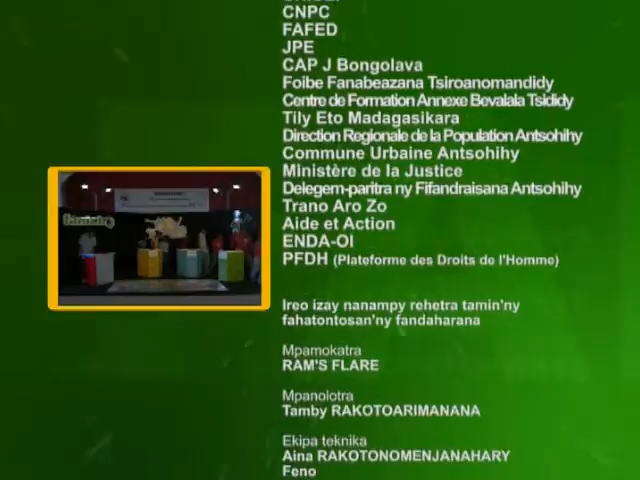 CNPC
FAFED
JPE
CAP J Bongolava
Foibe Fanabeazana Tsiroanomandidy
Centre de Formation Annexe Bevalala Tsididy
Tily Eto Madagasikara
Direction Regionale de la Population Antsohihy
Commune Urbaine Antsohihy
Ministère de la Justice
Delegem-paritra ny Fifandraisana Antsohihy
Trano Aro Zo
Aide et Action
ENDA-OI
PFDH (Plateforme des Droits de l'Homme)
Ireo izay nanampy rehetra tamin'ny
fahatontosan'ny fandaharana
Mpamokatra
RAM'S FLARE
Mpanolotra
Tamby RAKOTOARIMANANA
Ekipa teknika
Aina RAKOTONOMENJANAHARY
Feno